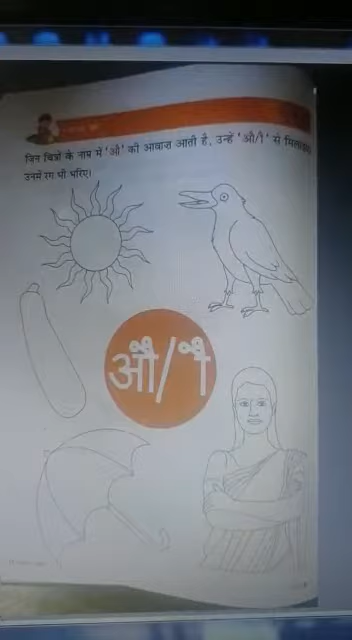 जिन चित्रों के नाम में 'औ' की आवाज़ आती है, उन्हें 'औ/ौ' से मिलाइए।
उनमें रंग भी भरिए।
औ/ौ